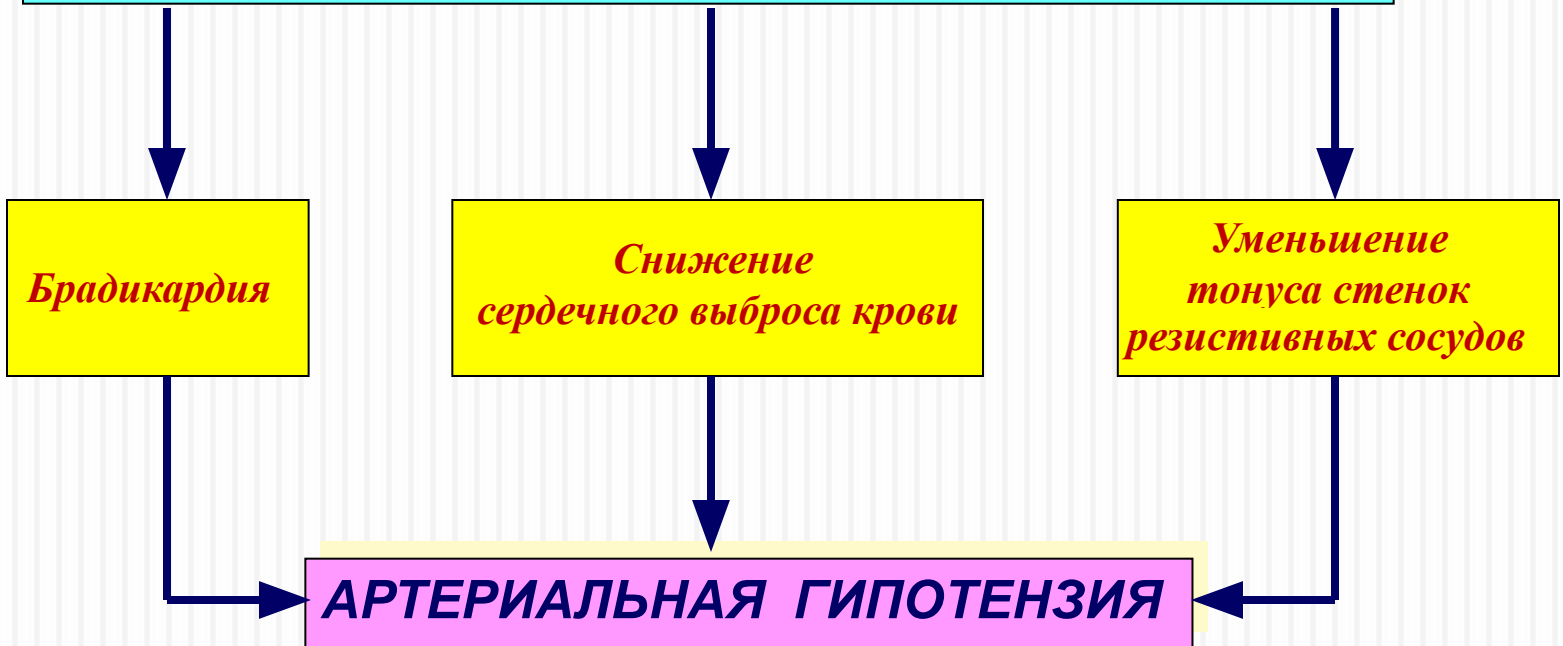 Брадикардия
Снижение
сердечного выброса крови
Уменьшение
тонуса стенок
резистивных сосудов
АРТЕРИАЛЬНАЯ ГИПОТЕНЗИЯ